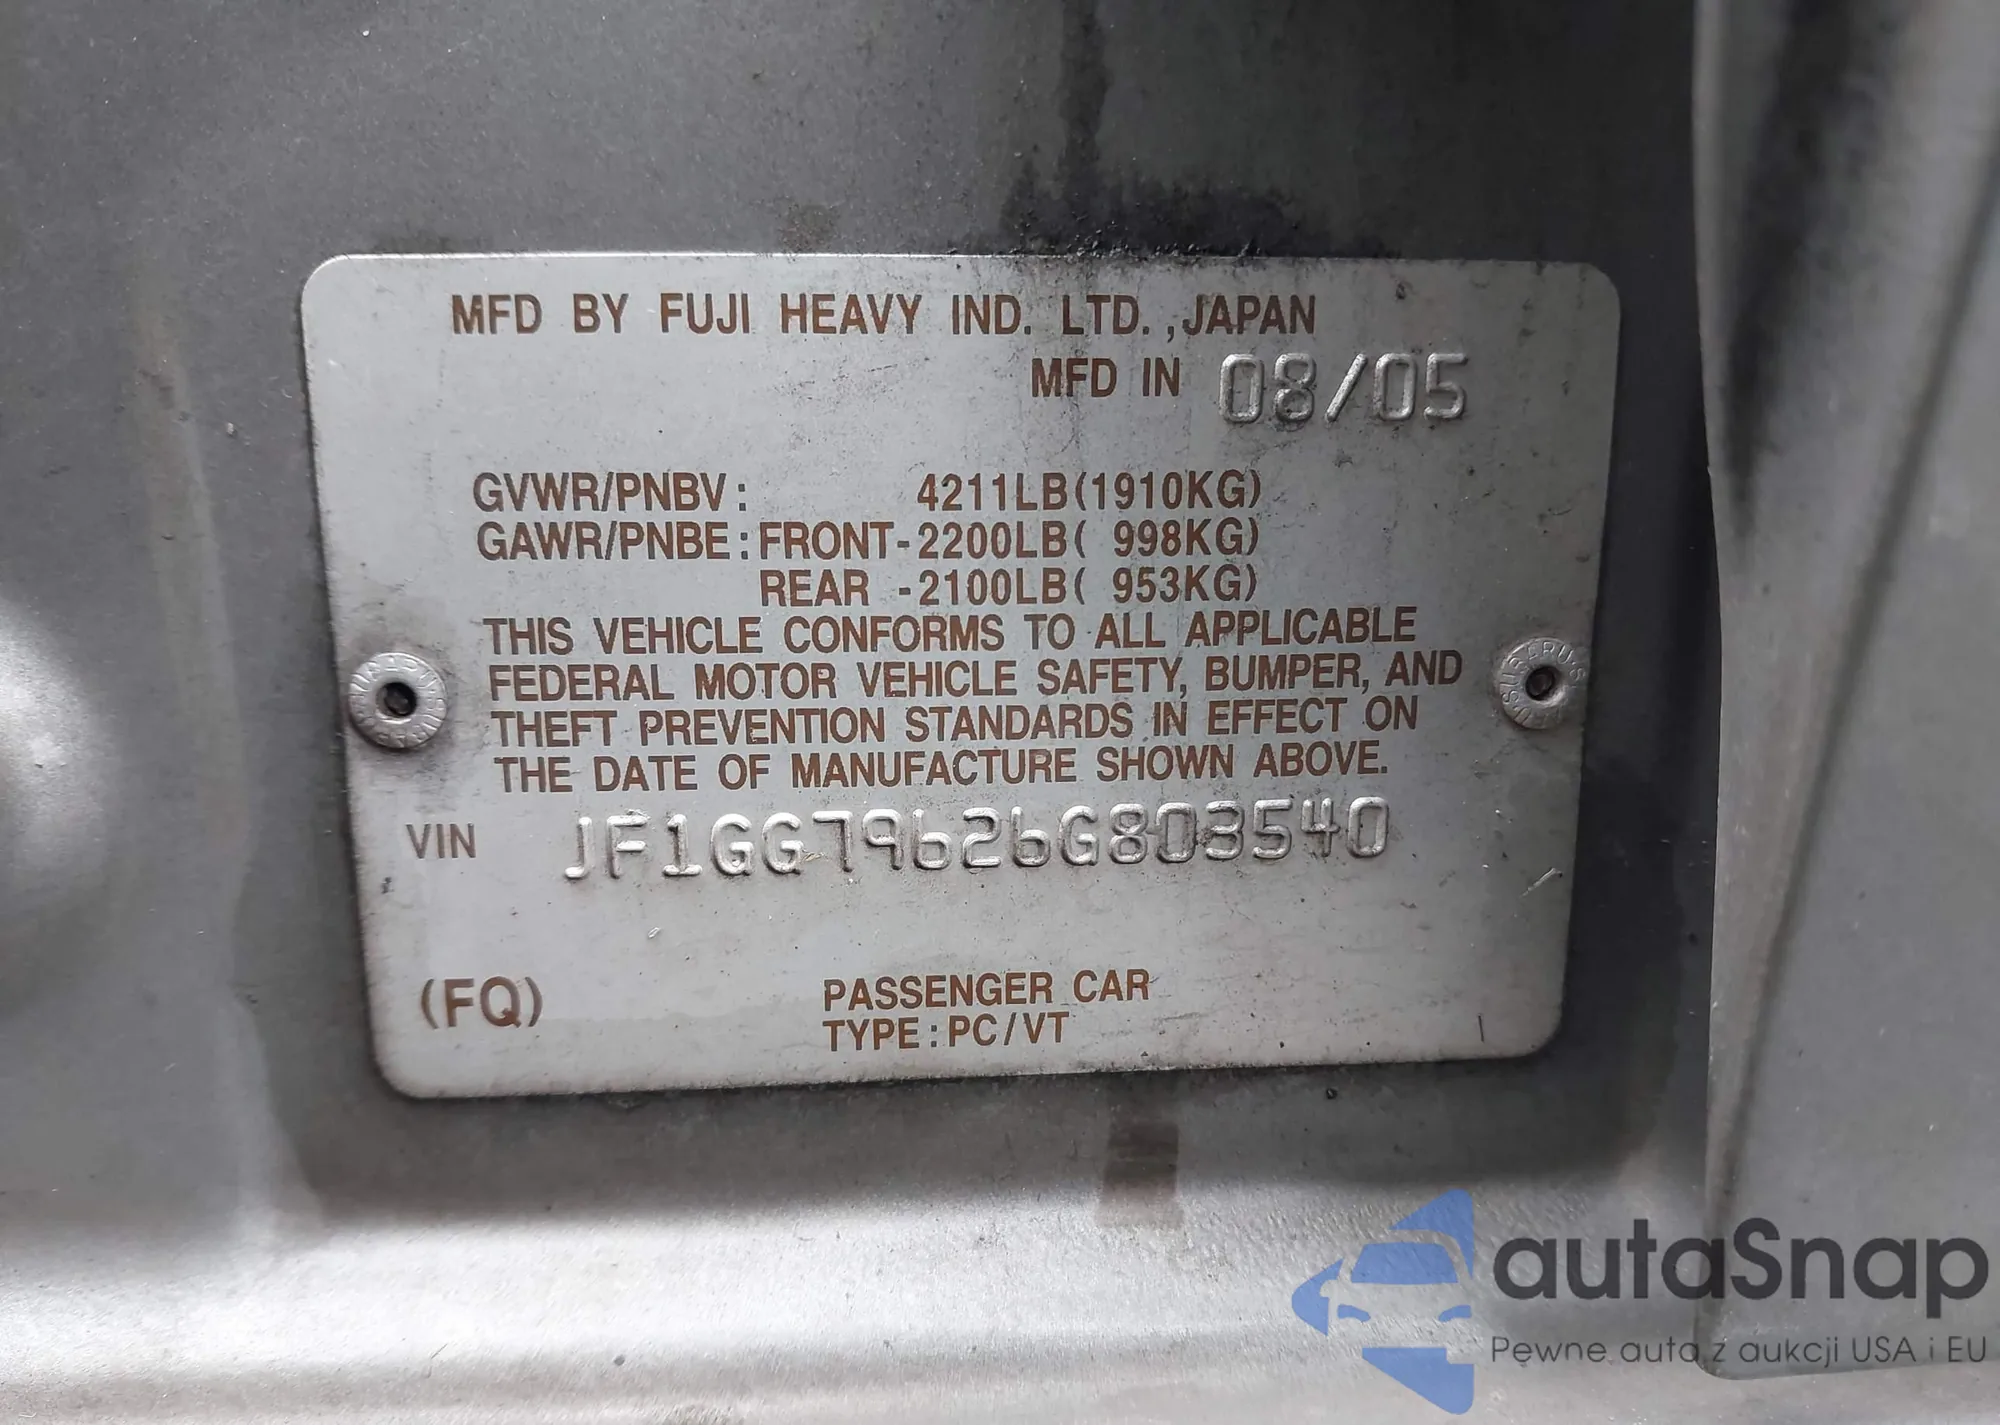 MFD BY FUJI HEAVY IND. LTD., JAPAN
MFD IN 08/05
GVWR/PNBV: 4211LB(1910KG)
GAWR/PNBE: FRONT-2200LB( 998KG)
REAR -2100LB( 953KG)
THIS VEHICLE CONFORMS TO ALL APPLICABLE
FEDERAL MOTOR VEHICLE SAFETY, BUMPER, AND
THEFT PREVENTION STANDARDS IN EFFECT ON
THE DATE OF MANUFACTURE SHOWN ABOVE.
VIN JF1GG79626G803540
(FQ) PASSENGER CAR
TYPE: PC/VT
autaSnap
Pewne auta z aukcji USA i EU